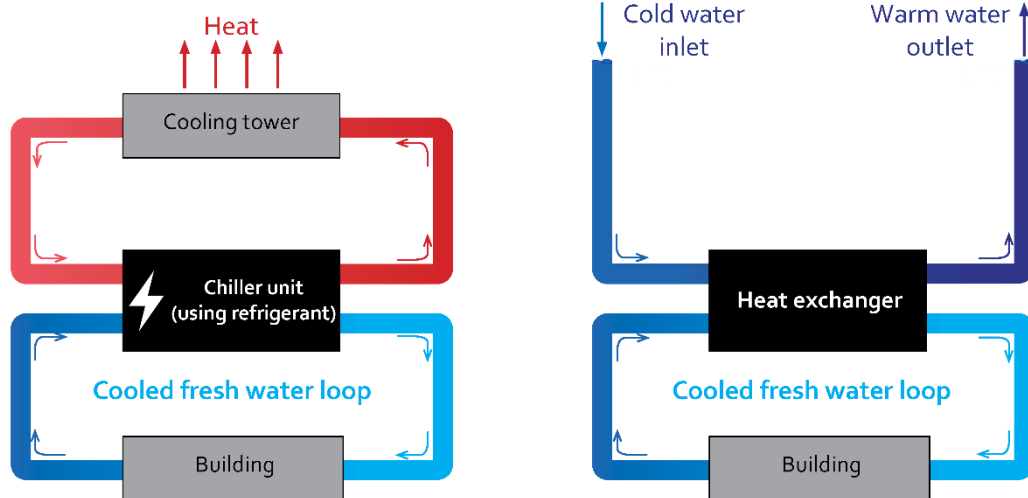 Heat
Cooling tower
Chiller unit
(using refrigerant)
Cooled fresh water loop
Building
Cold water
inlet
Warm water
outlet
Heat exchanger
Cooled fresh water loop
Building